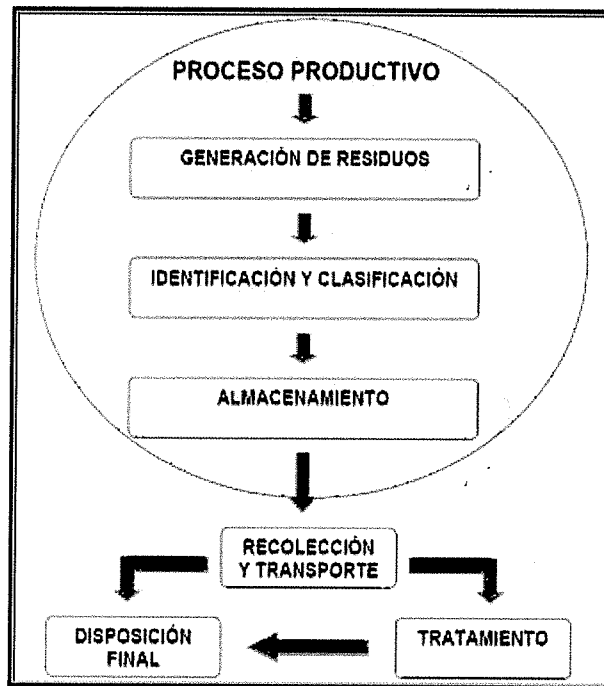 PROCESO PRODUCTIVO
GENERACIÓN DE RESIDUOS
IDENTIFICACIÓN Y CLASIFICACIÓN
ALMACENAMIENTO
RECOLECCIÓN
Y TRANSPORTE
DISPOSICIÓN
FINAL
TRATAMIENTO